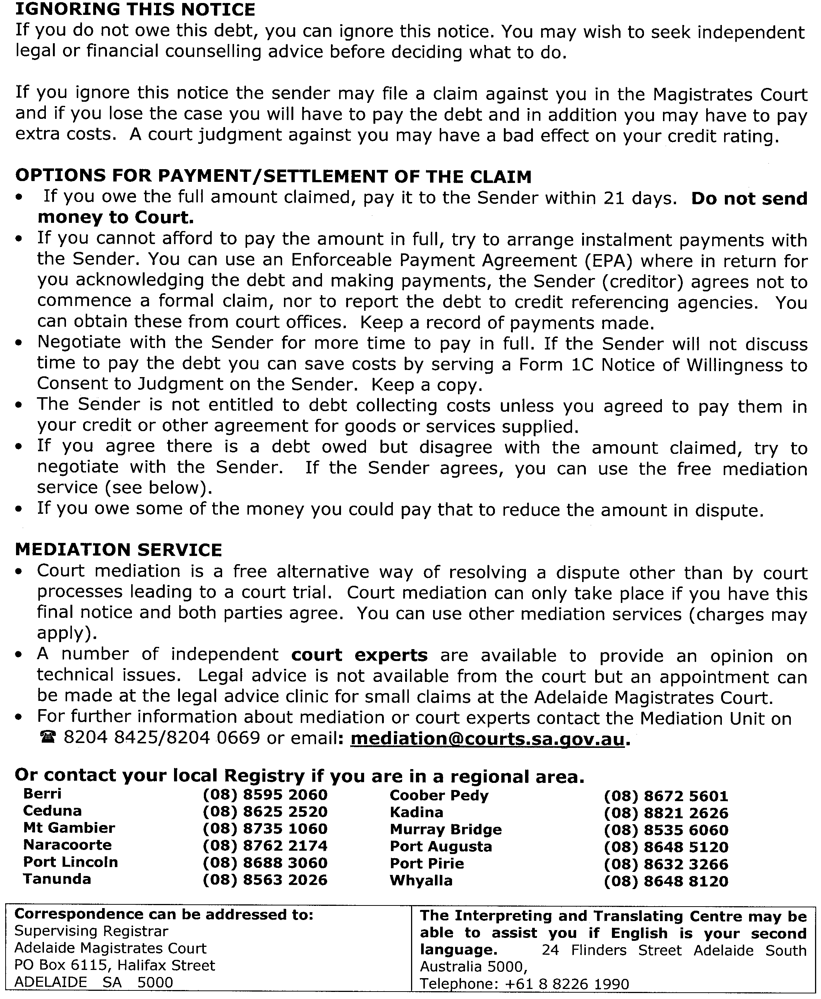 IGNORING THIS NOTICE
If you do not owe this debt, you can ignore this notice. You may wish to seek independent
legal or financial counselling advice before deciding what to do.
If you ignore this notice the sender may file a claim against you in the Magistrates Court
and if you lose the case you will have to pay the debt and in addition you may have to pay
extra costs. A court judgment against you may have a bad effect on your credit rating.
OPTIONS FOR PAYMENT/SETTLEMENT OF THE CLAIM
• If you owe the full amount claimed, pay it to the Sender within 21 days. Do not send
money to Court.
• If you cannot afford to pay the amount in full, try to arrange instalment payments with
the Sender. You can use an Enforceable Payment Agreement (EPA) where in return for
you acknowledging the debt and making payments, the Sender (creditor) agrees not to
commence a formal claim, nor to report the debt to credit referencing agencies. You
can obtain these from court offices. Keep a record of payments made.
• Negotiate with the Sender for more time to pay in full. If the Sender will not discuss
time to pay the debt you can save costs by serving a Form 1C Notice of Willingness to
Consent to Judgment on the Sender. Keep a copy.
• The Sender is not entitled to debt collecting costs unless you agreed to pay them in
your credit or other agreement for goods or services supplied.
• If you agree there is a debt owed but disagree with the amount claimed, try to
negotiate with the Sender. If the Sender agrees, you can use the free mediation
service (see below).
• If you owe some of the money you could pay that to reduce the amount in dispute.
MEDIATION SERVICE
• Court mediation is a free alternative way of resolving a dispute other than by court
processes leading to a court trial. Court mediation can only take place if you have this
final notice and both parties agree. You can use other mediation services (charges may
apply).
• A number of independent court experts are available to provide an opinion on
technical issues. Legal advice is not available from the court but an appointment can
be made at the legal advice clinic for small claims at the Adelaide Magistrates Court.
• For further information about mediation or court experts contact the Mediation Unit on
☎ 8204 8425/8204 0669 or email: mediation@courts.sa.gov.au.
Or contact your local Registry if you are in a regional area.
Berri (08) 8595 2060 Coober Pedy (08) 8672 5601
Ceduna (08) 8625 2520 Kadina (08) 8821 2626
Mt Gambier (08) 8735 1060 Murray Bridge (08) 8535 6060
Naracoorte (08) 8762 2174 Port Augusta (08) 8648 5120
Port Lincoln (08) 8688 3060 Port Pirie (08) 8632 3266
Tanunda (08) 8563 2026 Whyalla (08) 8648 8120
Correspondence can be addressed to:
Supervising Registrar
Adelaide Magistrates Court
PO Box 6115, Halifax Street
ADELAIDE SA 5000
The Interpreting and Translating Centre may be
able to assist you if English is your second
language. 24 Flinders Street Adelaide South
Australia 5000,
Telephone: +61 8 8226 1990